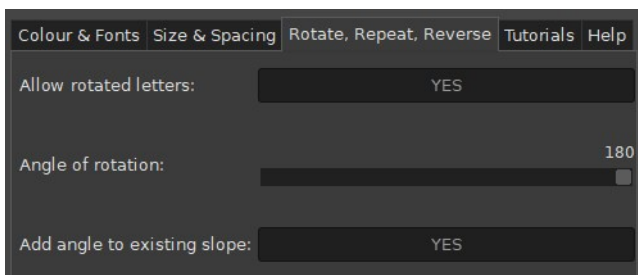 Colour & Fonts Size & Spacing Rotate, Repeat, Reverse Tutorials Help
Allow rotated letters: YES
180
Angle of rotation:
Add angle to existing slope: YES